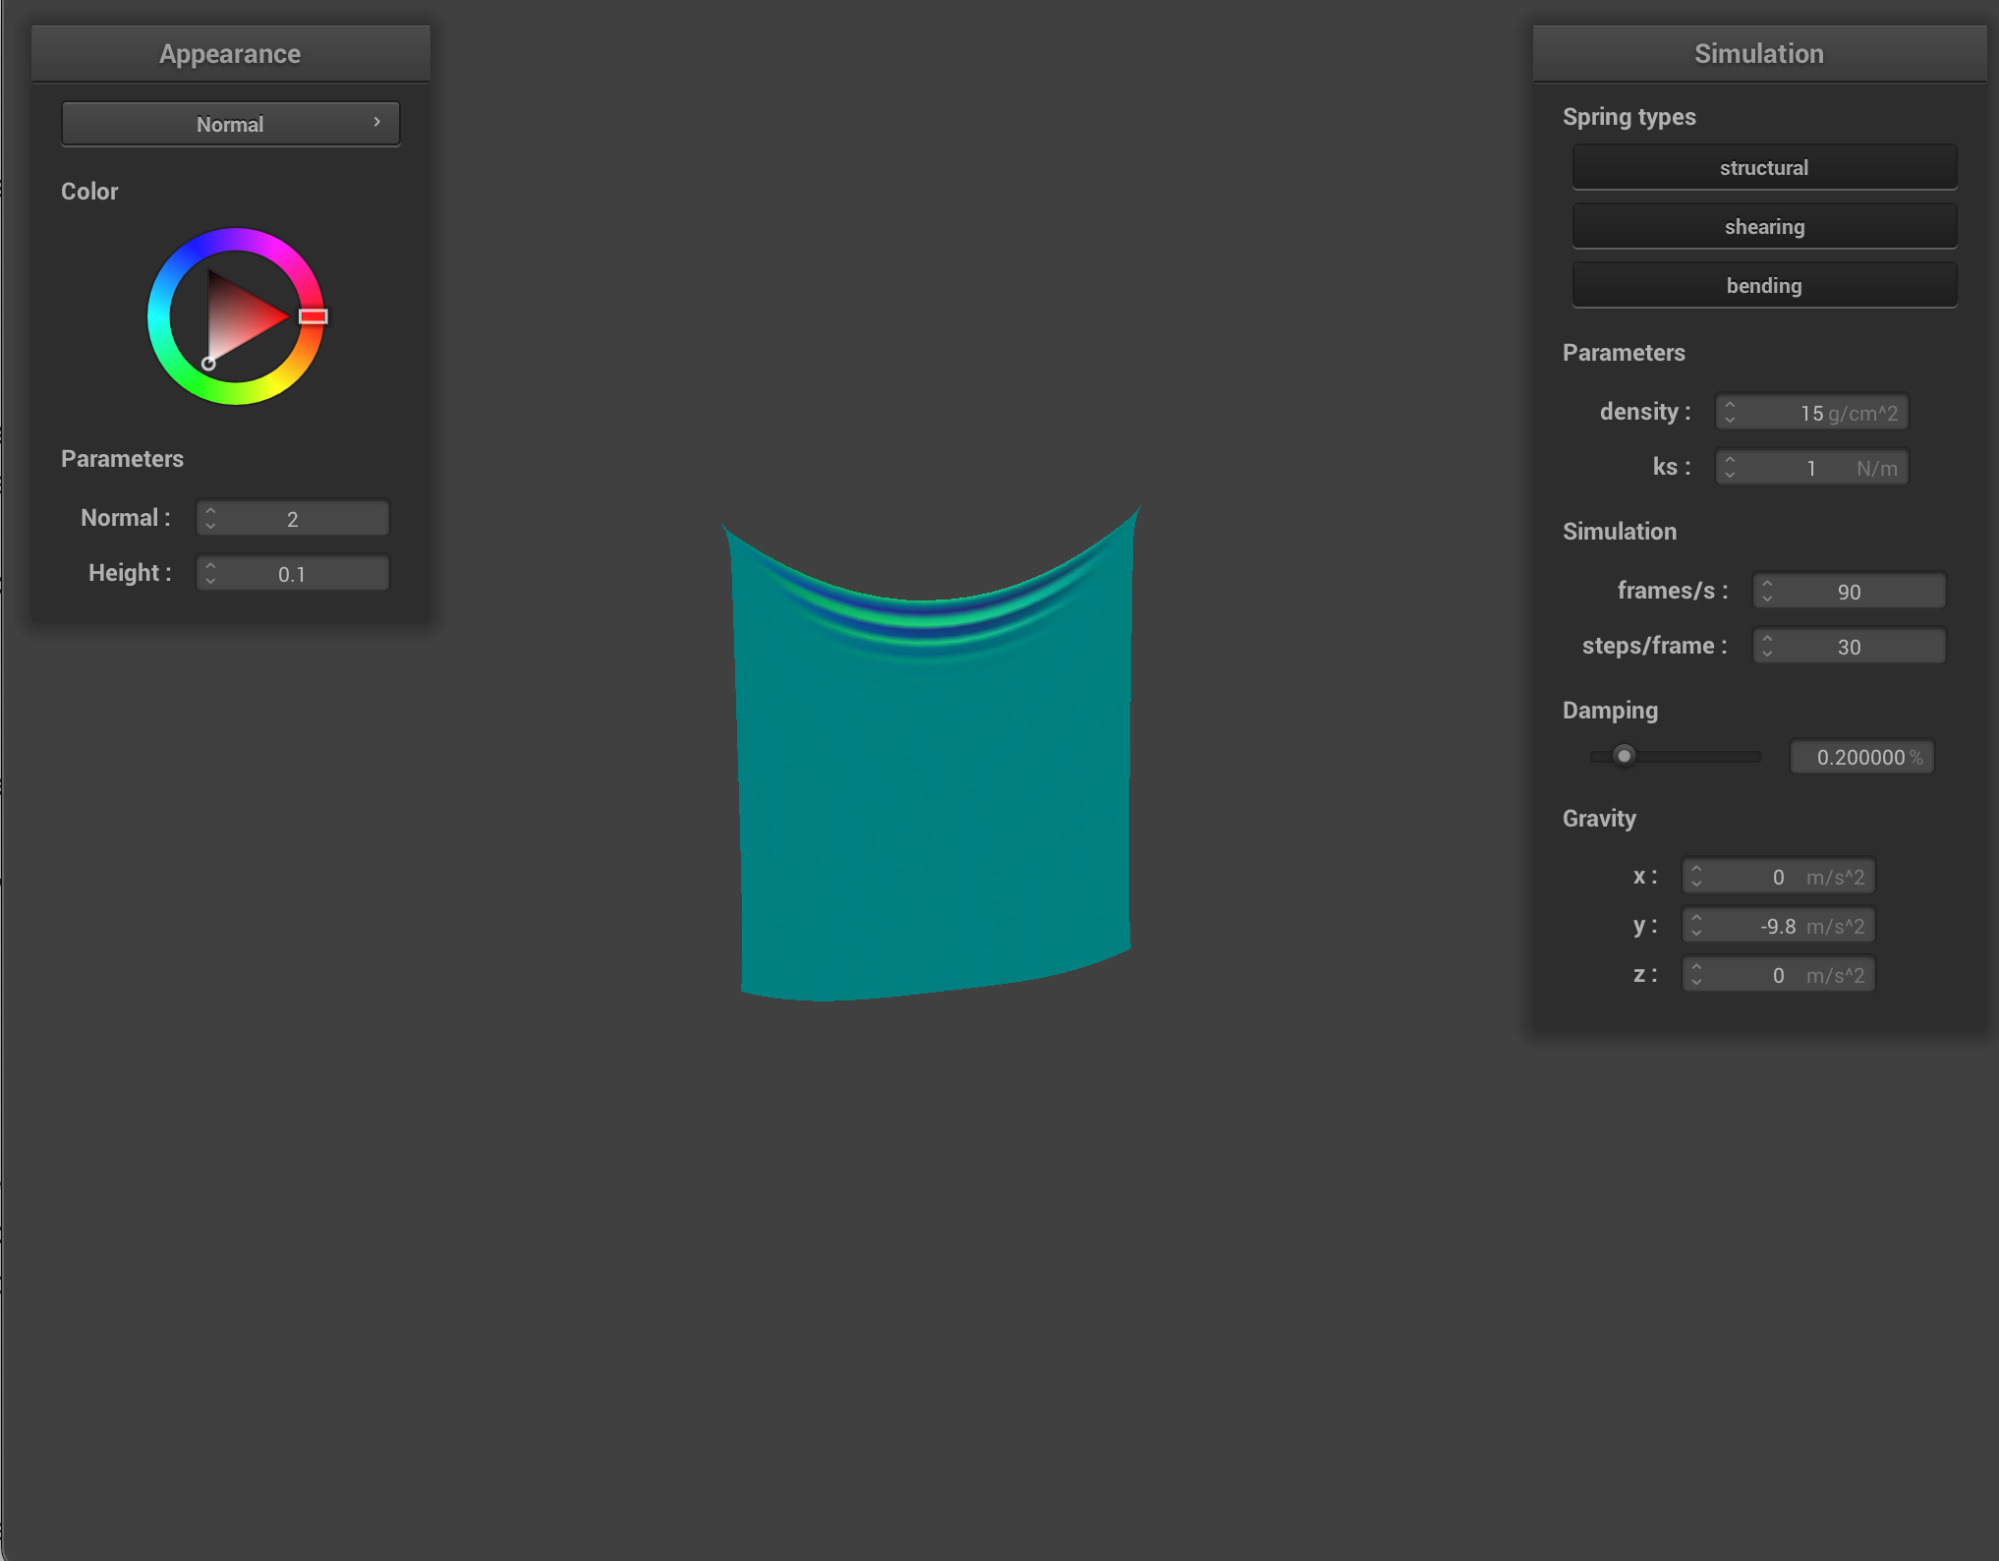 Appearance
Normal
Color
Parameters
Normal : 2
Height : 0.1
Simulation
Spring types
structural
shearing
bending
Parameters
density : 15 g/cm^2
ks : 1 N/m
Simulation
frames/s : 90
steps/frame : 30
Damping
0.200000 %
Gravity
x : 0 m/s^2
y : -9.8 m/s^2
z : 0 m/s^2